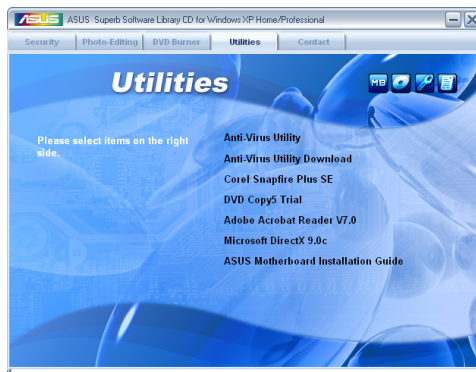 ASUS ASUS Superb Software Library CD for Windows XP Home/Professional
Security Photo-Editing DVD Burner Utilities Contact
Utilities
MB
Please select items on the right
side.
Anti-Virus Utility
Anti-Virus Utility Download
Corel Snapfire Plus SE
DVD Copy5 Trial
Adobe Acrobat Reader V7.0
Microsoft DirectX 9.0c
ASUS Motherboard Installation Guide